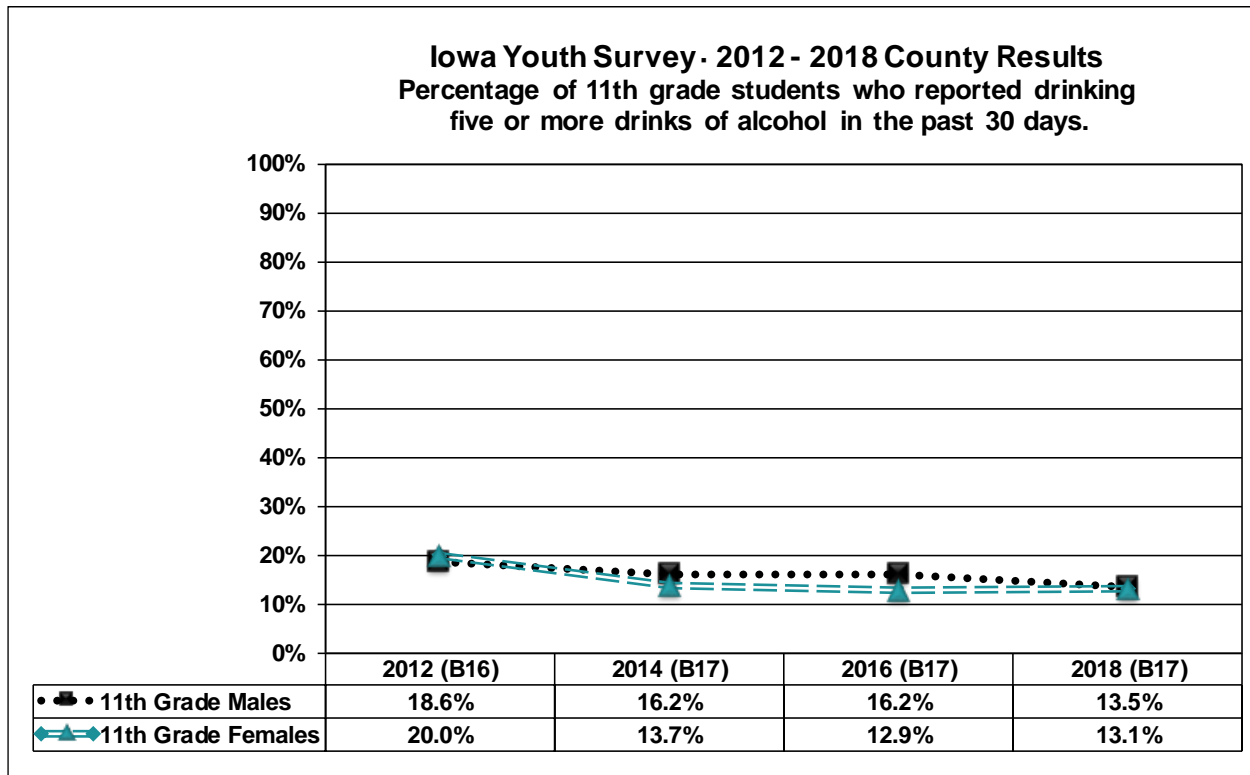 Iowa Youth Survey · 2012 - 2018 County Results
Percentage of 11th grade students who reported drinking
five or more drinks of alcohol in the past 30 days.
100%
90%
80%
70%
60%
50%
40%
30%
20%
10%
0%
2012 (B16) 2014 (B17) 2016 (B17) 2018 (B17)
11th Grade Males 18.6% 16.2% 16.2% 13.5%
11th Grade Females 20.0% 13.7% 12.9% 13.1%